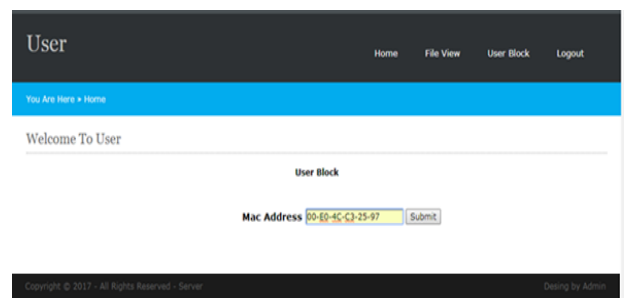 User
Home File View User Block Logout
You Are Here » Home
Welcome To User
User Block
Mac Address 00-E0-4C-C3-25-97 Submit
Copyright © 2017 - All Rights Reserved - Server Desing by Admin